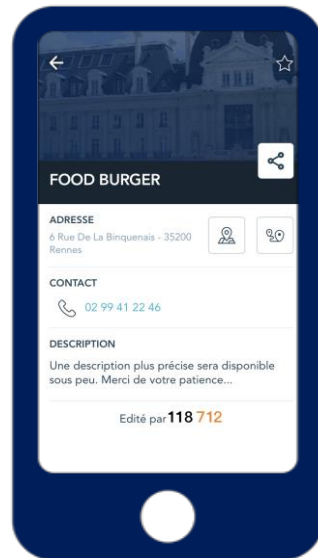 FOOD BURGER
ADRESSE
6 Rue De La Binquenais - 35200
Rennes
CONTACT
02 99 41 22 46
DESCRIPTION
Une description plus précise sera disponible
sous peu. Merci de votre patience...
Edité par 118 712